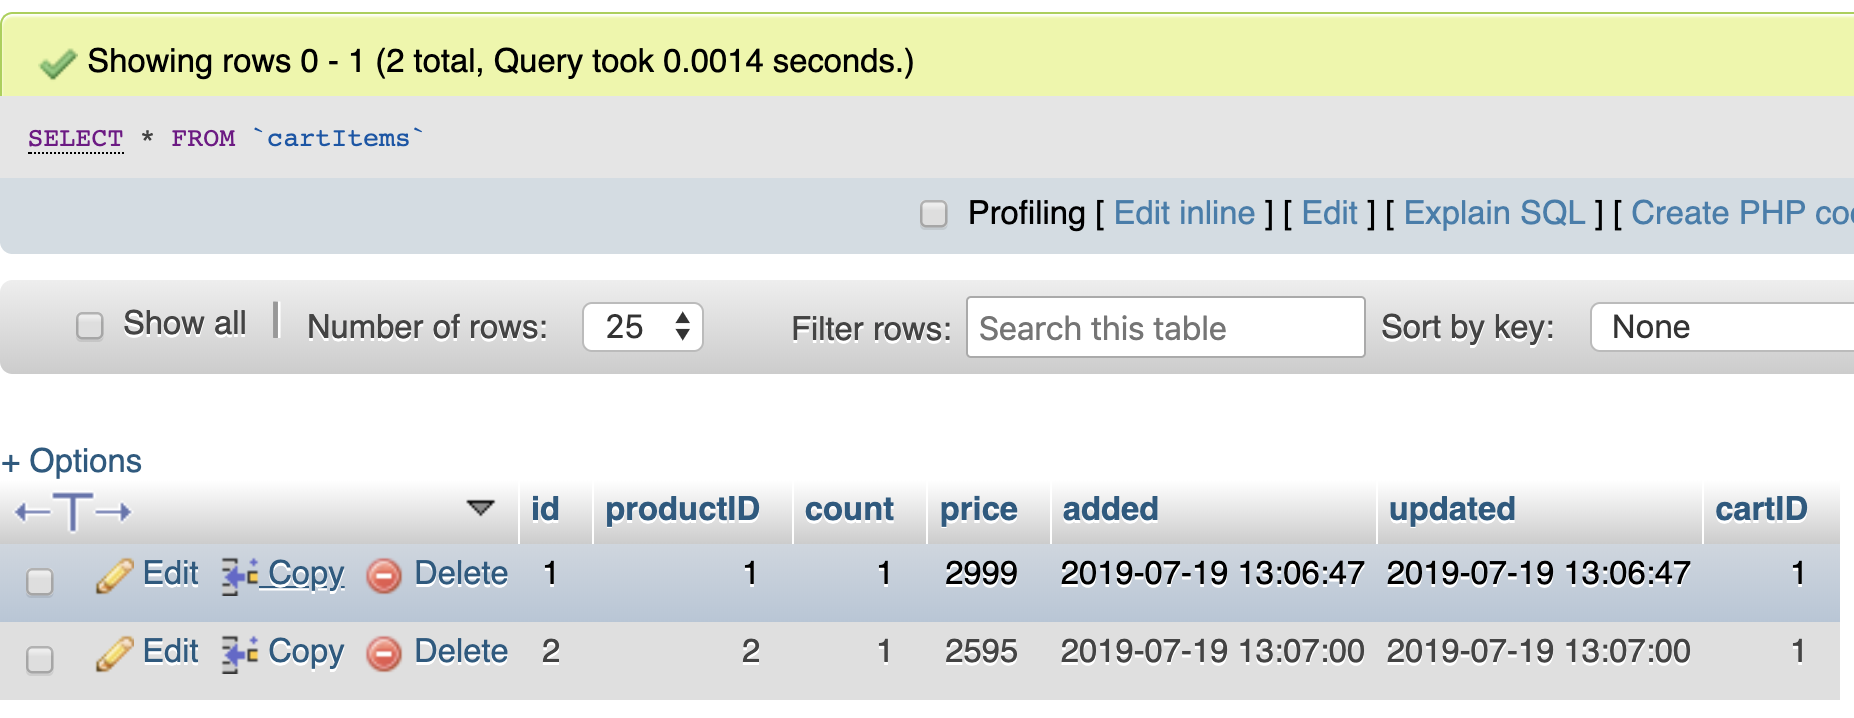 Showing rows 0 - 1 (2 total, Query took 0.0014 seconds.)
SELECT * FROM `cartItems`
Profiling [ Edit inline ] [ Edit ] [ Explain SQL ] [ Create PHP co
Show all | Number of rows: 25 Filter rows: Search this table Sort by key: None
+ Options
id productID count price added updated cartID
Edit Copy Delete 1 1 1 2999 2019-07-19 13:06:47 2019-07-19 13:06:47 1
Edit Copy Delete 2 2 1 2595 2019-07-19 13:07:00 2019-07-19 13:07:00 1